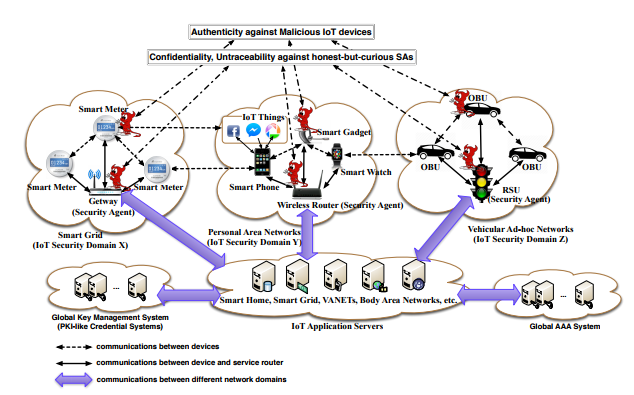 Authenticity against Malicious IoT devices
Confidentiality, Untraceability against honest-but-curious SAs
Smart Meter
Smart Meter
Smart Meter
Getway
(Security Agent)
Smart Grid
(IoT Security Domain X)
IoT Things
Smart Gadget
Smart Phone
Smart Watch
Wireless Router (Security Agent)
Personal Area Networks
(IoT Security Domain Y)
OBU
OBU
OBU
RSU
(Security Agent)
Vehicular Ad-hoc Networks
(IoT Security Domain Z)
...
Global Key Management System
(PKI-like Credential Systems)
Smart Home, Smart Grid, VANETs, Body Area Networks, etc.
IoT Application Servers
...
Global AAA System
communications between devices
communications between device and service router
communications between different network domains